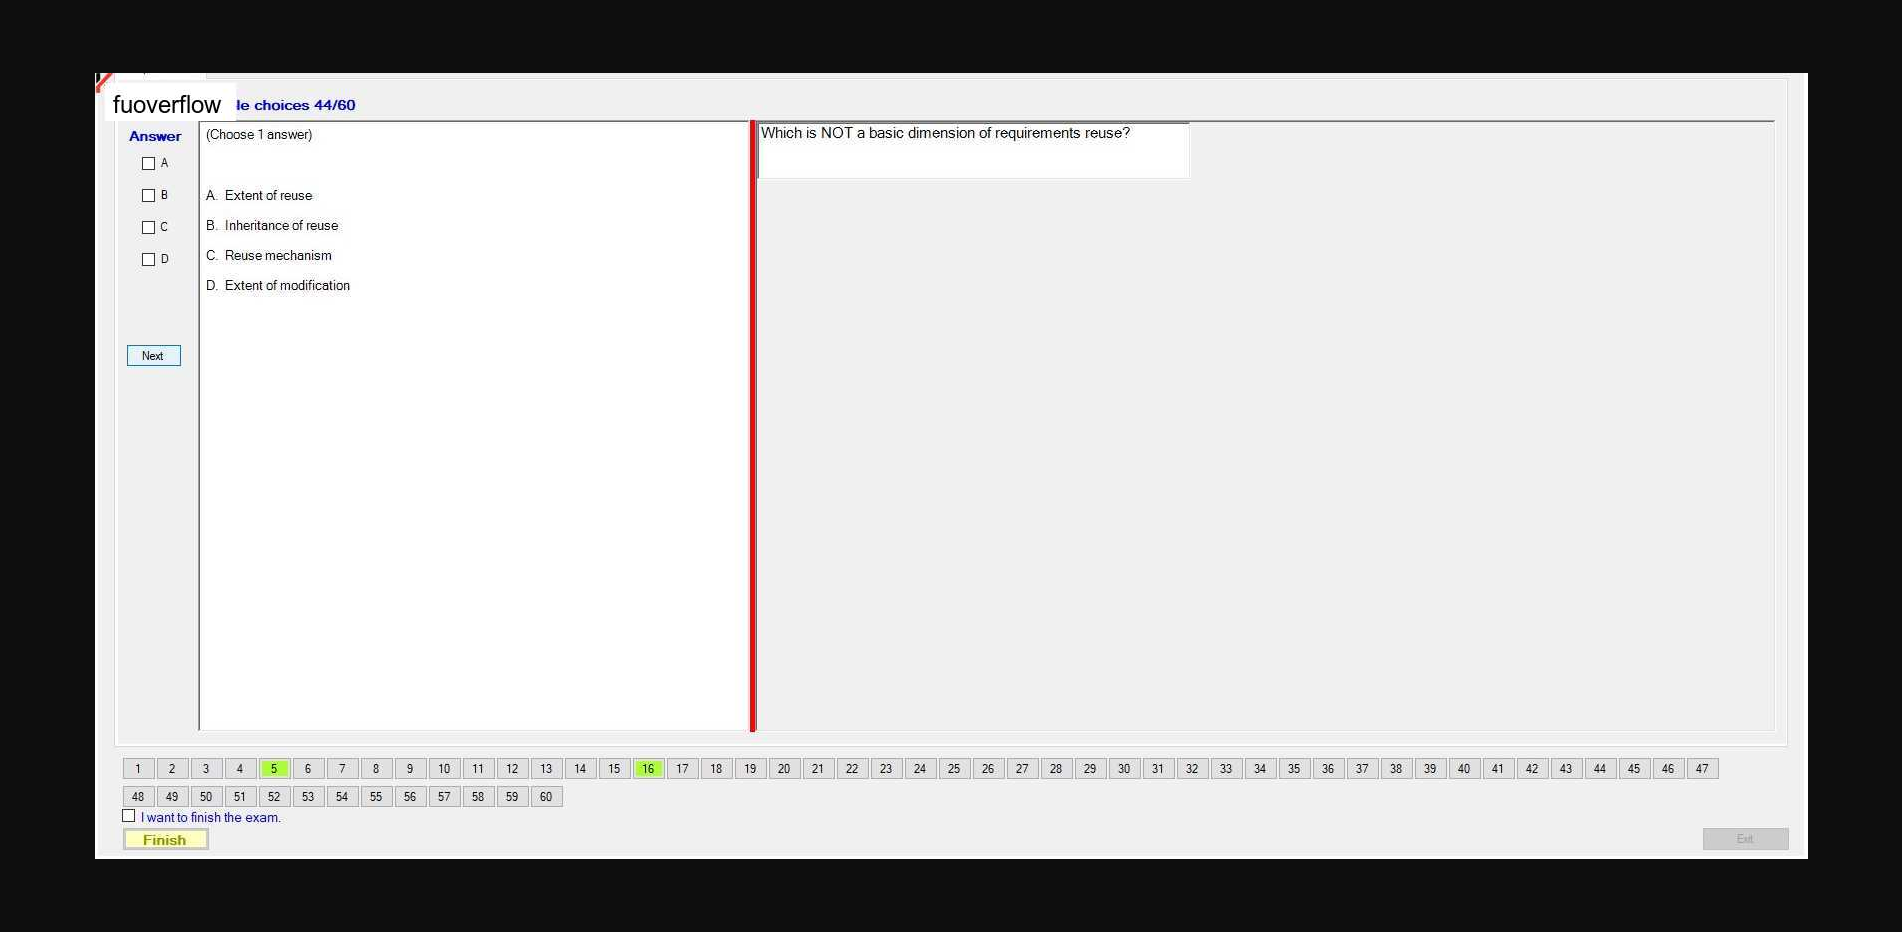 fuoverflow le choices 44/60
Answer
(Choose 1 answer)
Which is NOT a basic dimension of requirements reuse?
A
B
C
D
A. Extent of reuse
B. Inheritance of reuse
C. Reuse mechanism
D. Extent of modification
Next
1 2 3 4 5 6 7 8 9 10 11 12 13 14 15 16 17 18 19 20 21 22 23 24 25 26 27 28 29 30 31 32 33 34 35 36 37 38 39 40 41 42 43 44 45 46 47
48 49 50 51 52 53 54 55 56 57 58 59 60
I want to finish the exam.
Finish
Exit